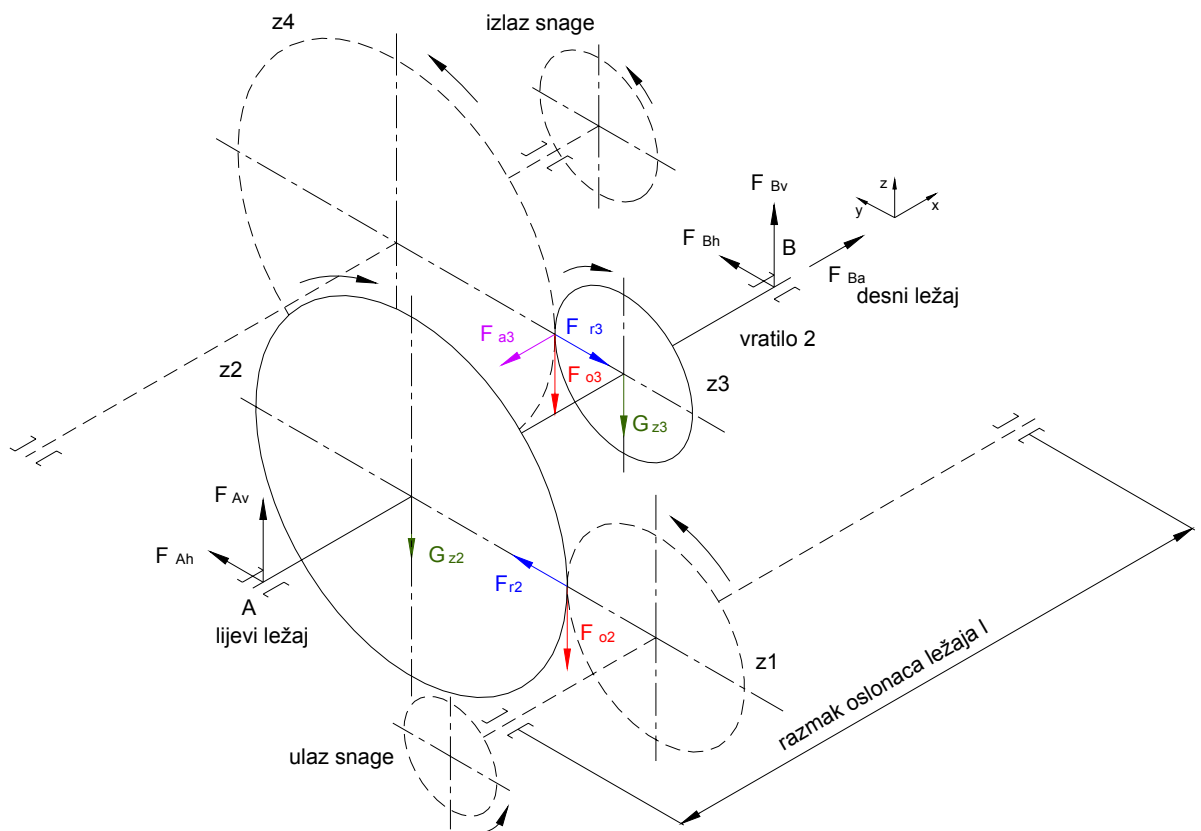 z4
izlaz snage
F Bv
z
y
x
F Bh
B
F Ba
desni ležaj
F a3
F r3
vratilo 2
z2
F o3
z3
G z3
F Av
F Ah
G z2
F r2
A
lijevi ležaj
F o2
z1
razmak oslonaca ležaja l
ulaz snage